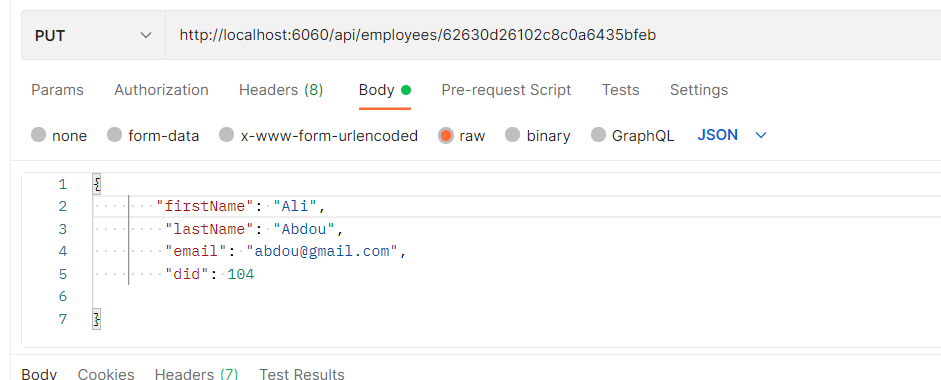 PUT http://localhost:6060/api/employees/62630d26102c8c0a6435bfeb
Params Authorization Headers (8) Body Pre-request Script Tests Settings
none form-data x-www-form-urlencoded raw binary GraphQL JSON
1 {
2 "firstName": "Ali",
3 "lastName": "Abdou",
4 "email": "abdou@gmail.com",
5 "did": 104
6
7 }
Body Cookies Headers (7) Test Results